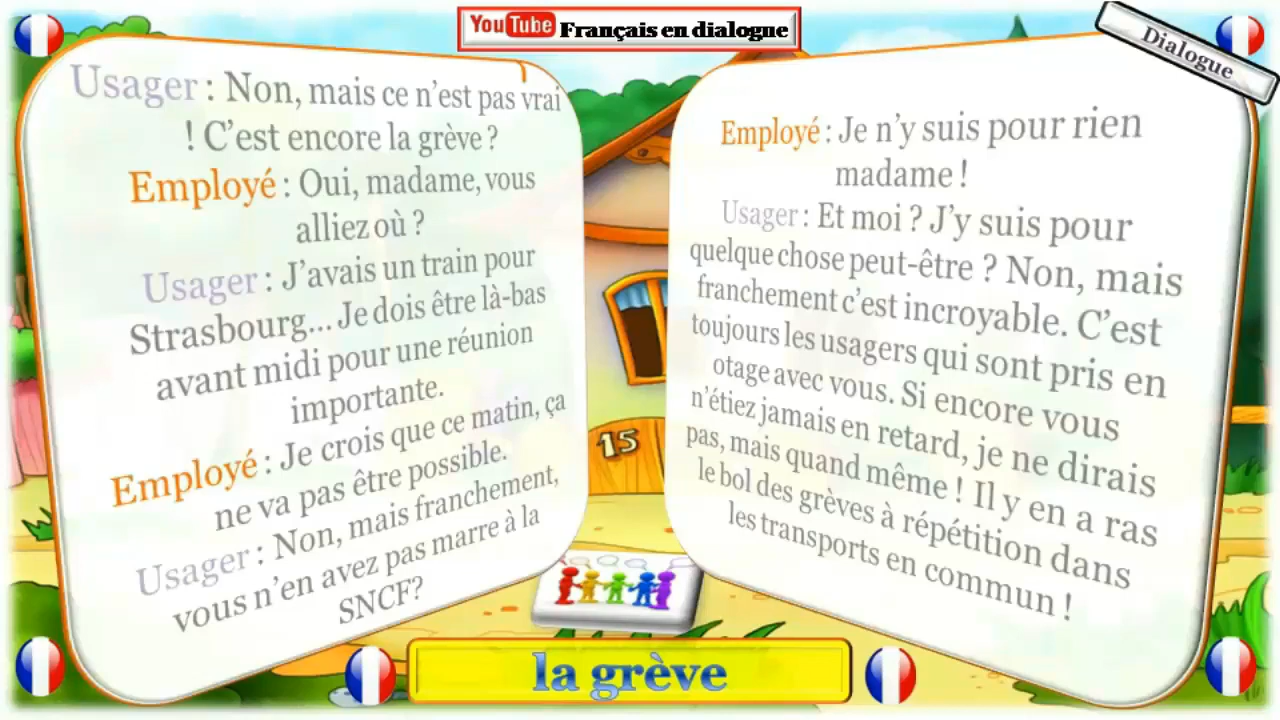 YouTube Français en dialogue
Dialogue
Usager : Non, mais ce n'est pas vrai
! C'est encore la grève ?
Employé : Oui, madame, vous
alliez où ?
Usager : J'avais un train pour
Strasbourg... Je dois être là-bas
avant midi pour une réunion
importante.
Employé : Je crois que ce matin, ça
ne va pas être possible.
Usager : Non, mais franchement,
vous n'en avez pas marre à la
SNCF?
Employé : Je n'y suis pour rien
madame !
Usager : Et moi ? J'y suis pour
quelque chose peut-être ? Non, mais
franchement c'est incroyable. C'est
toujours les usagers qui sont pris en
otage avec vous. Si encore vous
n'étiez jamais en retard, je ne dirais
pas, mais quand même ! Il y en a ras
le bol des grèves à répétition dans
les transports en commun !
15
la grève